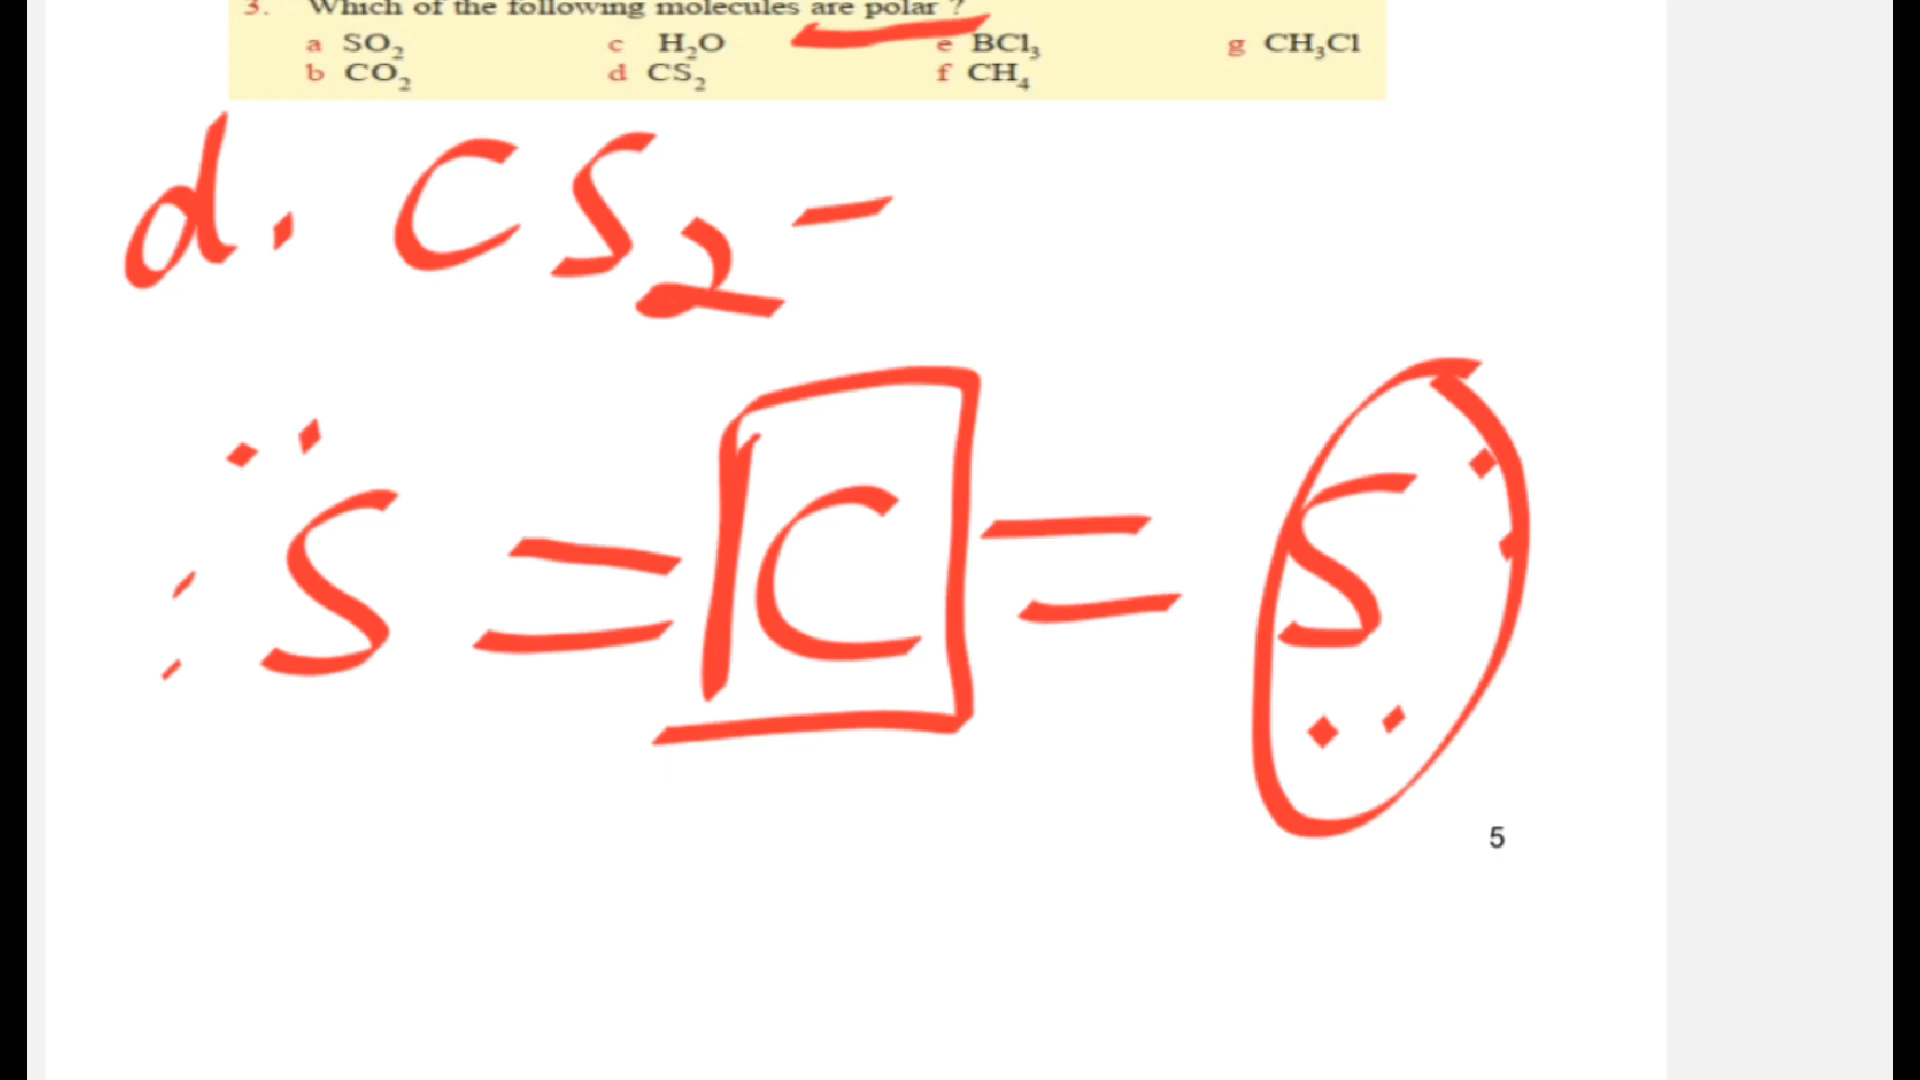 3. Which of the following molecules are polar ?
a SO₂ c H₂O e BCl₃ g CH₃Cl
b CO₂ d CS₂ f CH₄
d. CS₂ -
S = C = S
5